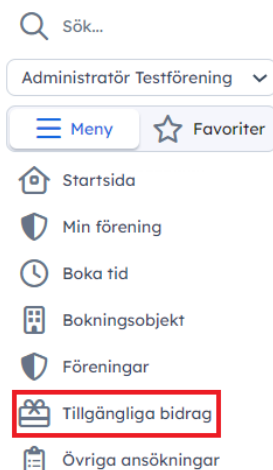 Sök...
Administratör Testförening
Meny Favoriter
Startsida
Min förening
Boka tid
Bokningsobjekt
Föreningar
Tillgängliga bidrag
Övriga ansökningar